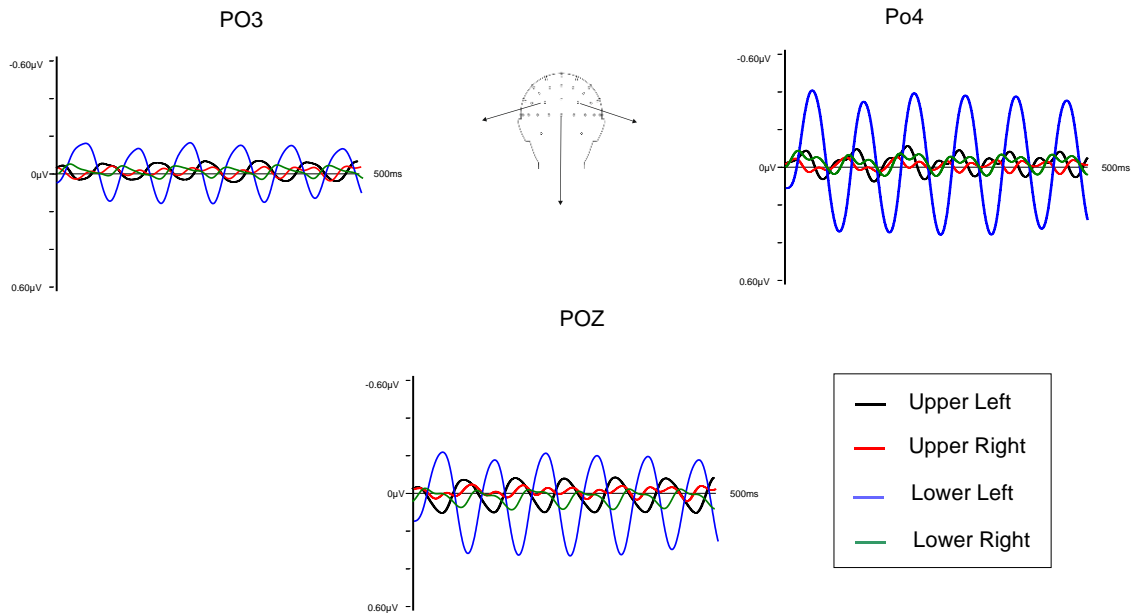 PO3
Po4
-0.60µV
0µV
500ms
0.60µV
-0.60µV
0µV
500ms
0.60µV
POZ
-0.60µV
0µV
500ms
0.60µV
Upper Left
Upper Right
Lower Left
Lower Right